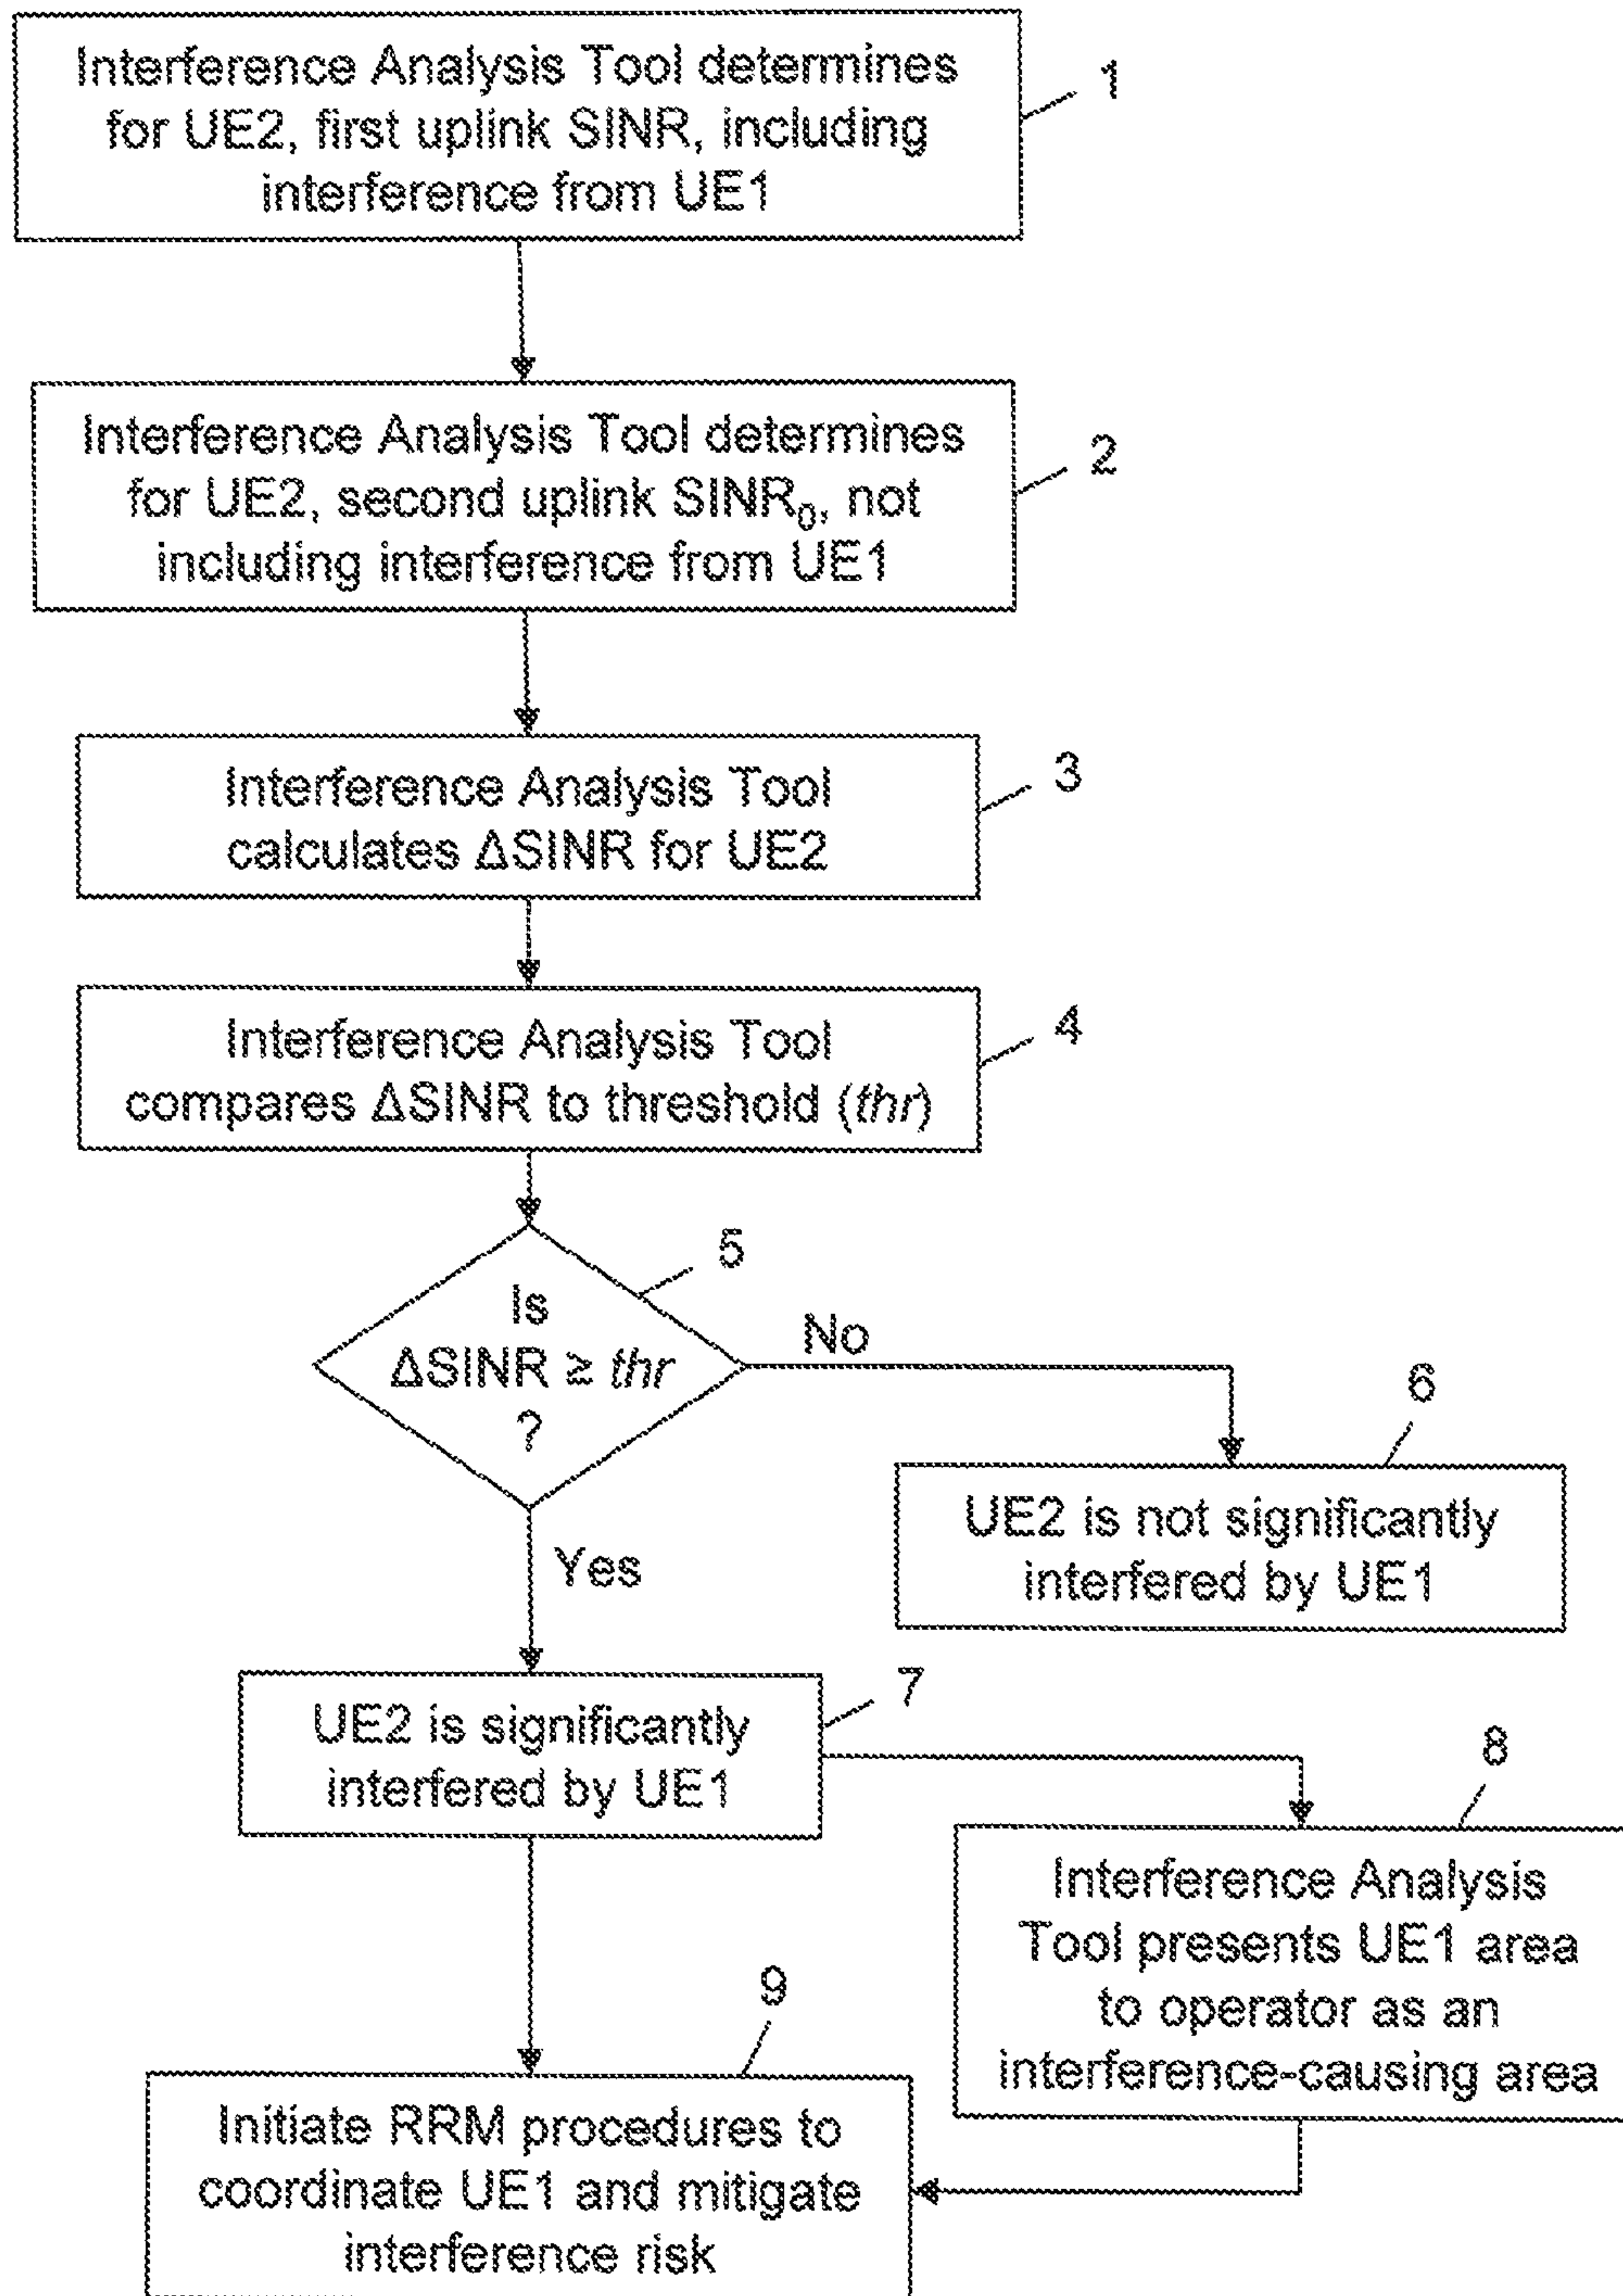 Interference Analysis Tool determines
for UE2, first uplink SINR, including
interference from UE1
1
Interference Analysis Tool determines
for UE2, second uplink SINR₀, not
including interference from UE1
2
Interference Analysis Tool
calculates ΔSINR for UE2
3
Interference Analysis Tool
compares ΔSINR to threshold (thr)
4
Is
ΔSINR ≥ thr
?
5
No
Yes
6
UE2 is not significantly
interfered by UE1
UE2 is significantly
interfered by UE1
7
8
Interference Analysis
Tool presents UE1 area
to operator as an
interference-causing area
9
Initiate RRM procedures to
coordinate UE1 and mitigate
interference risk